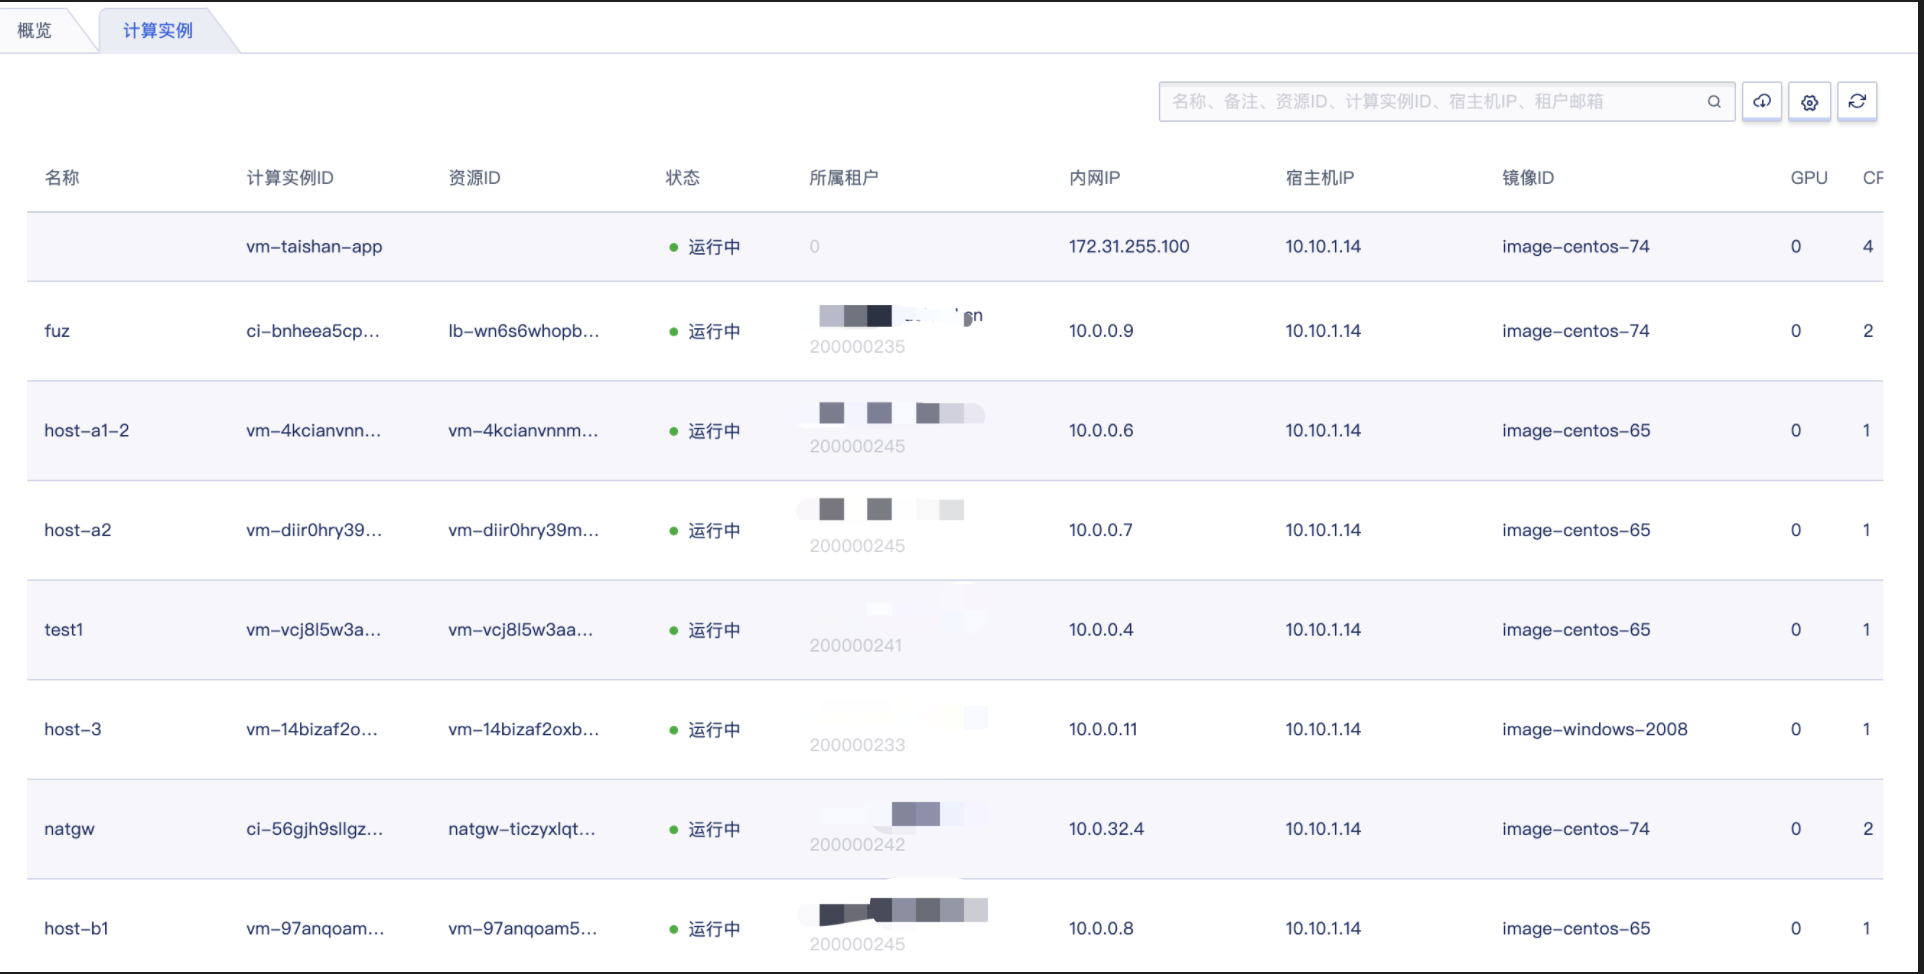 概览 计算实例
名称、备注、资源ID、计算实例ID、宿主机IP、租户邮箱
名称 计算实例ID 资源ID 状态 所属租户 内网IP 宿主机IP 镜像ID GPU
vm-taishan-app 运行中 0 172.31.255.100 10.10.1.14 image-centos-74 0 4
fuz ci-bnheea5cp... lb-wn6s6whopb... 运行中 10.0.0.9 10.10.1.14 image-centos-74 0 2
200000235
host-a1-2 vm-4kcianvnn... vm-4kcianvnnm... 运行中 10.0.0.6 10.10.1.14 image-centos-65 0 1
200000245
host-a2 vm-diir0hry39... vm-diir0hry39m... 运行中 10.0.0.7 10.10.1.14 image-centos-65 0 1
200000245
test1 vm-vcj8l5w3a... vm-vcj8l5w3aa... 运行中 10.0.0.4 10.10.1.14 image-centos-65 0 1
200000241
host-3 vm-14bizaf2o... vm-14bizaf2oxb... 运行中 10.0.0.11 10.10.1.14 image-windows-2008 0 1
200000233
natgw ci-56gjh9sllgz... natgw-ticzyxlqt... 运行中 10.0.32.4 10.10.1.14 image-centos-74 0 2
200000242
host-b1 vm-97anqoam... vm-97anqoam5... 运行中 10.0.0.8 10.10.1.14 image-centos-65 0 1
200000245